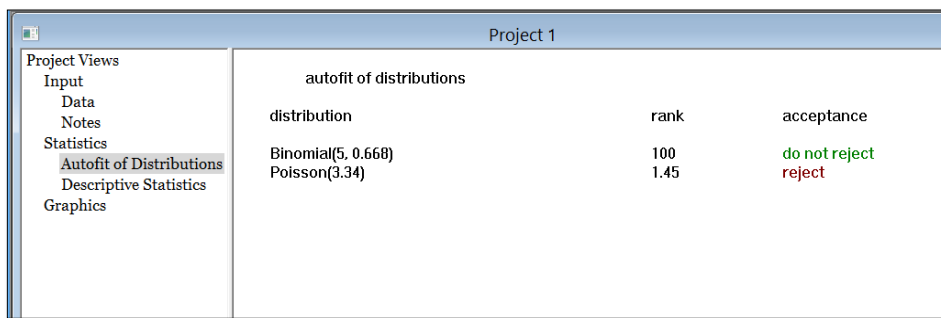 Project 1
Project Views
Input
Data
Notes
Statistics
Autofit of Distributions
Descriptive Statistics
Graphics
autofit of distributions
distribution rank acceptance
Binomial(5, 0.668) 100 do not reject
Poisson(3.34) 1.45 reject